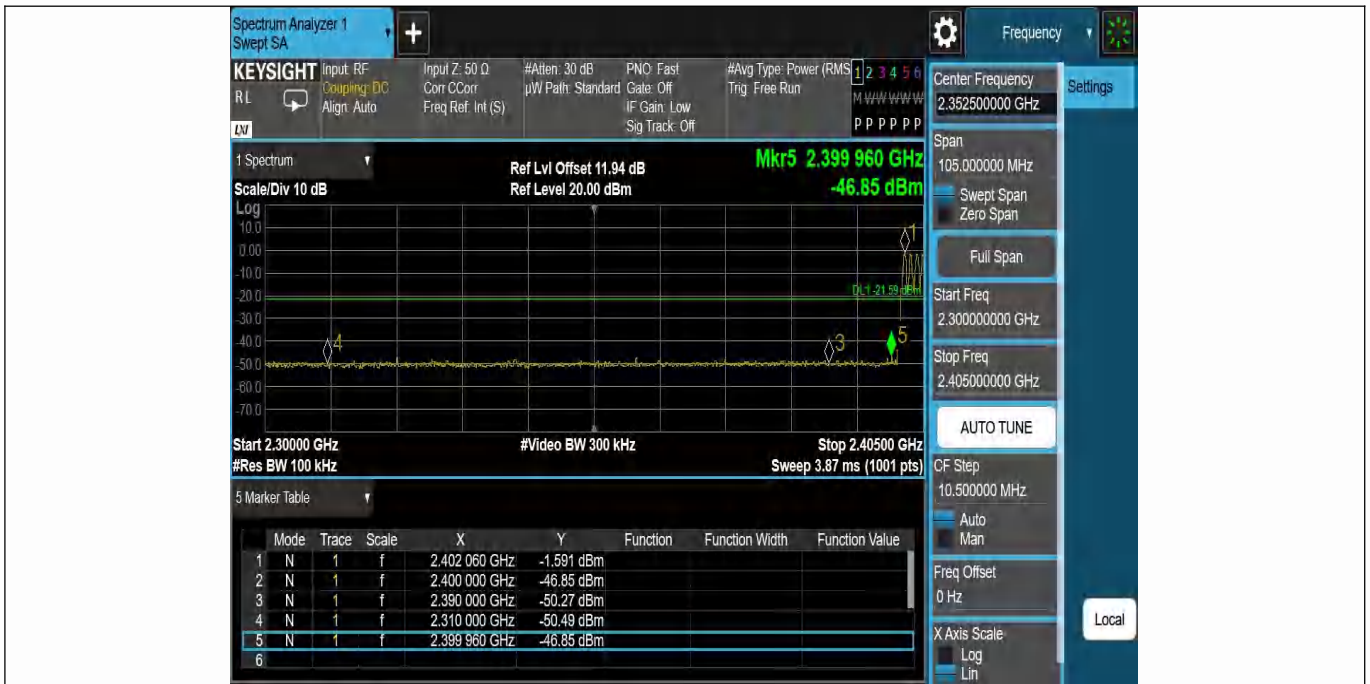 Spectrum Analyzer 1
Swept SA
+
Frequency
KEYSIGHT
RL
LXI
Input: RF
Coupling: DC
Align: Auto
Input Z: 50 Ω
Corr CCorr
Freq Ref: Int (S)
#Atten: 30 dB
µW Path: Standard
PNO: Fast
Gate: Off
IF Gain: Low
Sig Track: Off
#Avg Type: Power (RMS
Trig: Free Run
1 2 3 4 5 6
M W W W W W
P P P P P P
Center Frequency
2.352500000 GHz
Settings
1 Spectrum
Scale/Div 10 dB
Ref Lvl Offset 11.94 dB
Ref Level 20.00 dBm
Mkr5 2.399 960 GHz
-46.85 dBm
Span
105.000000 MHz
Swept Span
Zero Span
Full Span
Start Freq
2.300000000 GHz
Stop Freq
2.405000000 GHz
AUTO TUNE
CF Step
10.500000 MHz
Auto
Man
Freq Offset
0 Hz
X Axis Scale
Log
Lin
Local
Log
10.0
0.00
-10.0
-20.0
-30.0
-40.0
-50.0
-60.0
-70.0
1
DL1 -21.59 dBm
4
3
5
Start 2.30000 GHz
#Video BW 300 kHz
Stop 2.40500 GHz
#Res BW 100 kHz
Sweep 3.87 ms (1001 pts)
5 Marker Table
Mode Trace Scale X Y Function Function Width Function Value
1 N 1 f 2.402 060 GHz -1.591 dBm
2 N 1 f 2.400 000 GHz -46.85 dBm
3 N 1 f 2.390 000 GHz -50.27 dBm
4 N 1 f 2.310 000 GHz -50.49 dBm
5 N 1 f 2.399 960 GHz -46.85 dBm
6